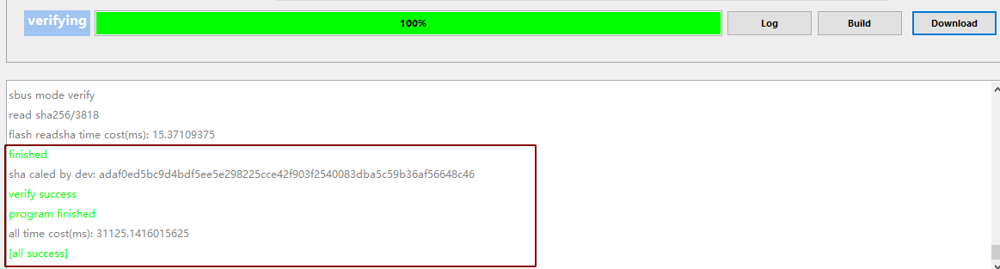 verifying
100%
Log
Build
Download
sbus mode verify
read sha256/3818
flash readsha time cost(ms): 15.37109375
finished
sha caled by dev: adaf0ed5bc9d4bdf5ee5e298225cce42f903f2540083dba5c59b36af56648c46
verify success
program finished
all time cost(ms): 31125.1416015625
[all success]